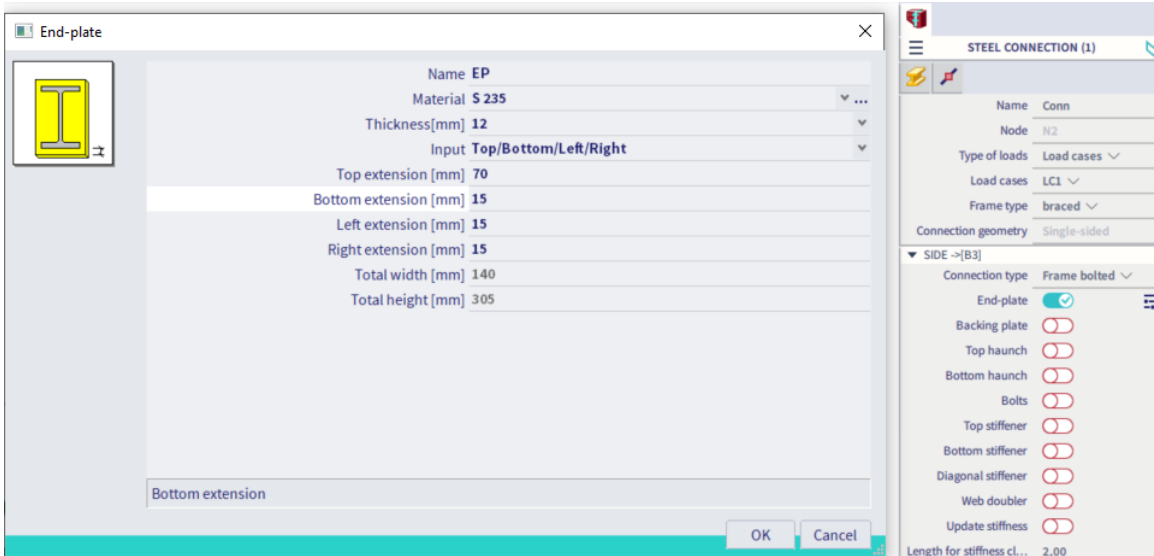 End-plate
Name EP
Material S 235
Thickness[mm] 12
Input Top/Bottom/Left/Right
Top extension [mm] 70
Bottom extension [mm] 15
Left extension [mm] 15
Right extension [mm] 15
Total width [mm] 140
Total height [mm] 305
Bottom extension
OK Cancel
STEEL CONNECTION (1)
Name Conn
Node N2
Type of loads Load cases
Load cases LC1
Frame type braced
Connection geometry Single-sided
SIDE ->[B3]
Connection type Frame bolted
End-plate
Backing plate
Top haunch
Bottom haunch
Bolts
Top stiffener
Bottom stiffener
Diagonal stiffener
Web doubler
Update stiffness
Length for stiffness cl... 2.00